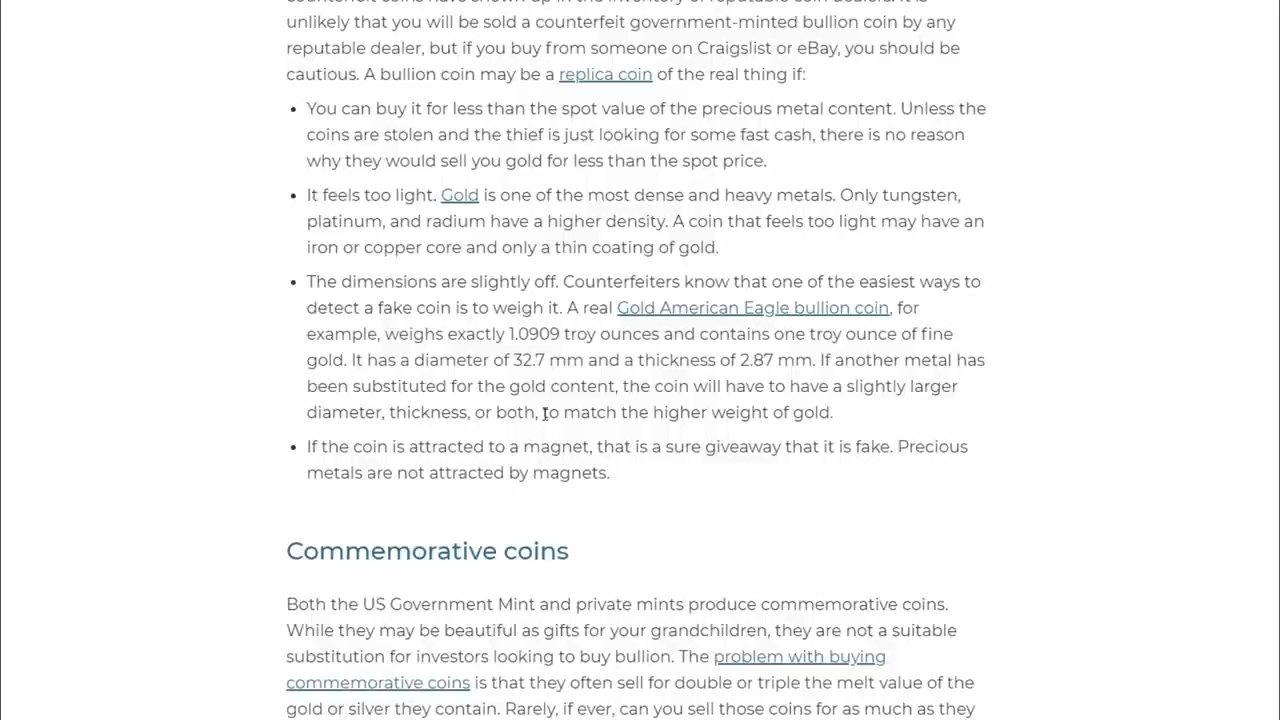 counterfeit coins have shown up in the inventory of reputable coin dealers. It is
unlikely that you will be sold a counterfeit government-minted bullion coin by any
reputable dealer, but if you buy from someone on Craigslist or eBay, you should be
cautious. A bullion coin may be a replica coin of the real thing if:
• You can buy it for less than the spot value of the precious metal content. Unless the
coins are stolen and the thief is just looking for some fast cash, there is no reason
why they would sell you gold for less than the spot price.
• It feels too light. Gold is one of the most dense and heavy metals. Only tungsten,
platinum, and radium have a higher density. A coin that feels too light may have an
iron or copper core and only a thin coating of gold.
• The dimensions are slightly off. Counterfeiters know that one of the easiest ways to
detect a fake coin is to weigh it. A real Gold American Eagle bullion coin, for
example, weighs exactly 1.0909 troy ounces and contains one troy ounce of fine
gold. It has a diameter of 32.7 mm and a thickness of 2.87 mm. If another metal has
been substituted for the gold content, the coin will have to have a slightly larger
diameter, thickness, or both, to match the higher weight of gold.
• If the coin is attracted to a magnet, that is a sure giveaway that it is fake. Precious
metals are not attracted by magnets.
Commemorative coins
Both the US Government Mint and private mints produce commemorative coins.
While they may be beautiful as gifts for your grandchildren, they are not a suitable
substitution for investors looking to buy bullion. The problem with buying
commemorative coins is that they often sell for double or triple the melt value of the
gold or silver they contain. Rarely, if ever, can you sell those coins for as much as they